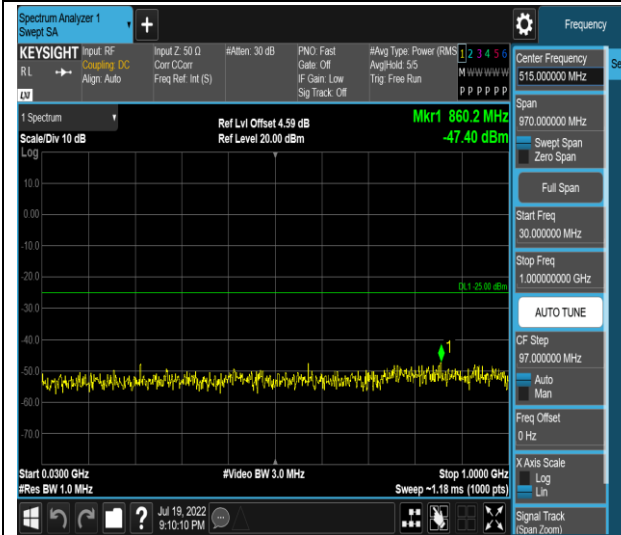 Spectrum Analyzer 1
Swept SA
Frequency
KEYSIGHT
RL
Input: RF
Coupling: DC
Align: Auto
Input Z: 50 Ω
Corr CCorr
Freq Ref: Int (S)
#Atten: 30 dB
PNO: Fast
Gate: Off
IF Gain: Low
Sig Track: Off
#Avg Type: Power (RMS
Avg|Hold: 5/5
Trig: Free Run
1 2 3 4 5 6
M W W W W W
P P P P P P
1 Spectrum
Scale/Div 10 dB
Ref Lvl Offset 4.59 dB
Ref Level 20.00 dBm
Mkr1 860.2 MHz
-47.40 dBm
Log
10.0
0.00
-10.0
-20.0
-30.0
-40.0
-50.0
-60.0
-70.0
DL1 -25.00 dBm
1
Start 0.0300 GHz
#Res BW 1.0 MHz
#Video BW 3.0 MHz
Stop 1.0000 GHz
Sweep ~1.18 ms (1000 pts)
Jul 19, 2022
9:10:10 PM
Center Frequency
515.000000 MHz
Se
Span
970.000000 MHz
Swept Span
Zero Span
Full Span
Start Freq
30.000000 MHz
Stop Freq
1.000000000 GHz
AUTO TUNE
CF Step
97.000000 MHz
Auto
Man
Freq Offset
0 Hz
X Axis Scale
Log
Lin
Signal Track
(Span Zoom)